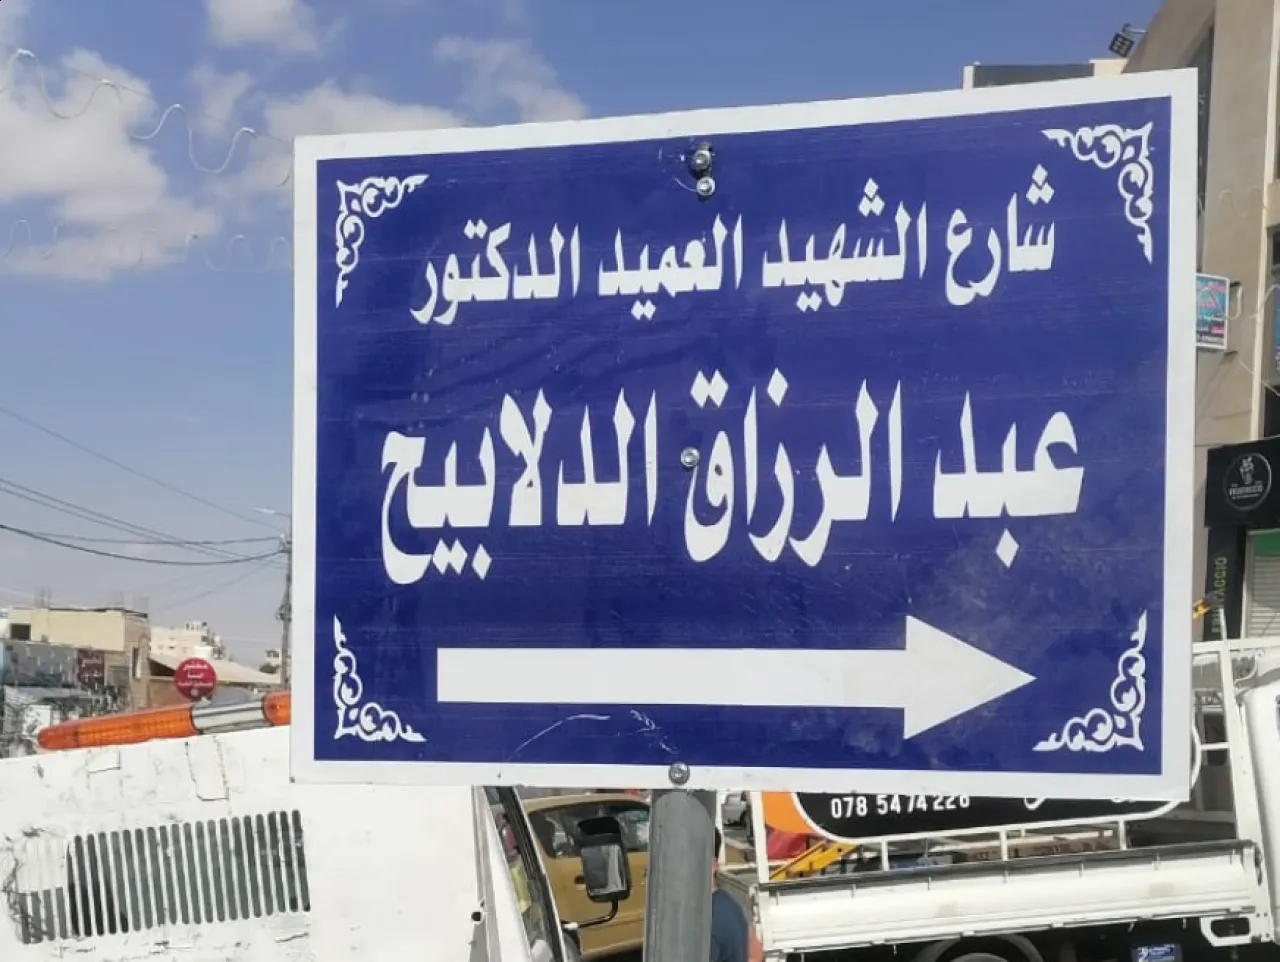 شارع الشهيد العميد الدكتور
عبد الرزاق الدلابيح
078 5474228